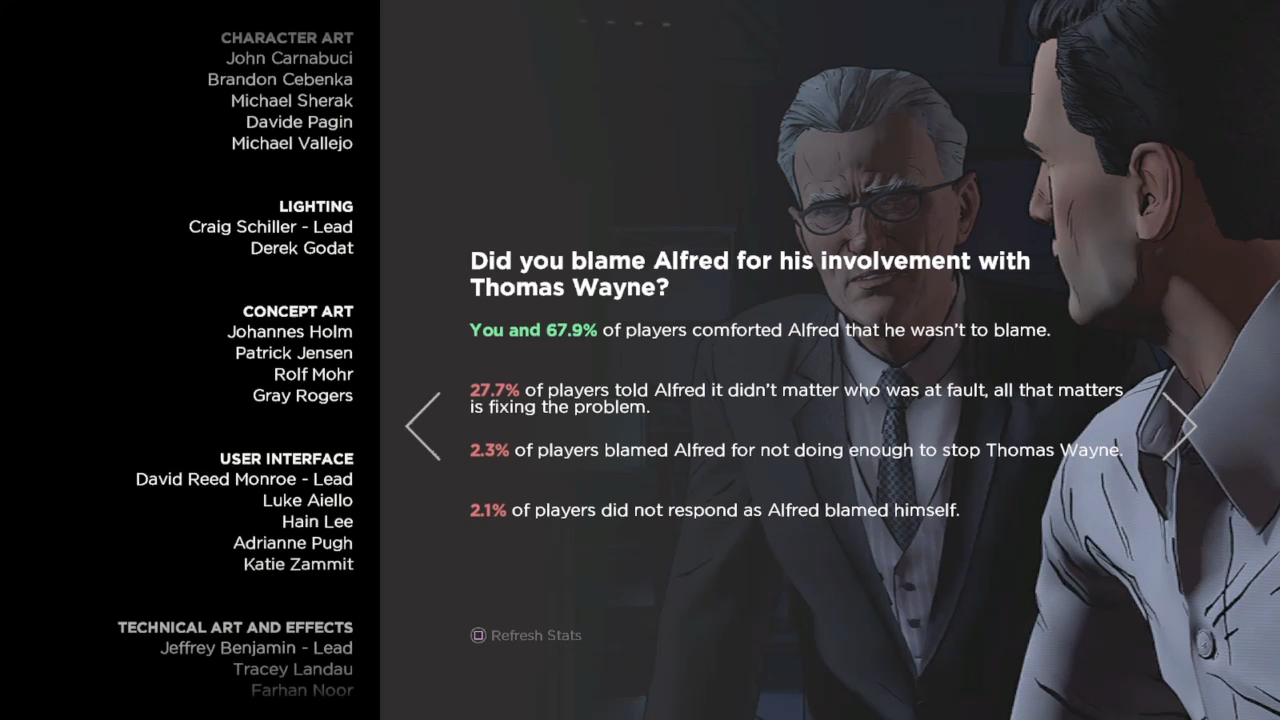 CHARACTER ART
John Carnabuci
Brandon Cebenka
Michael Sherak
Davide Pagin
Michael Vallejo
LIGHTING
Craig Schiller - Lead
Derek Godat
CONCEPT ART
Johannes Holm
Patrick Jensen
Rolf Mohr
Gray Rogers
USER INTERFACE
David Reed Monroe - Lead
Luke Aiello
Hain Lee
Adrianne Pugh
Katie Zammit
TECHNICAL ART AND EFFECTS
Jeffrey Benjamin - Lead
Tracey Landau
Farhan Noor
Did you blame Alfred for his involvement with
Thomas Wayne?
You and 67.9% of players comforted Alfred that he wasn't to blame.
27.7% of players told Alfred it didn't matter who was at fault, all that matters
is fixing the problem.
2.3% of players blamed Alfred for not doing enough to stop Thomas Wayne.
2.1% of players did not respond as Alfred blamed himself.
Refresh Stats